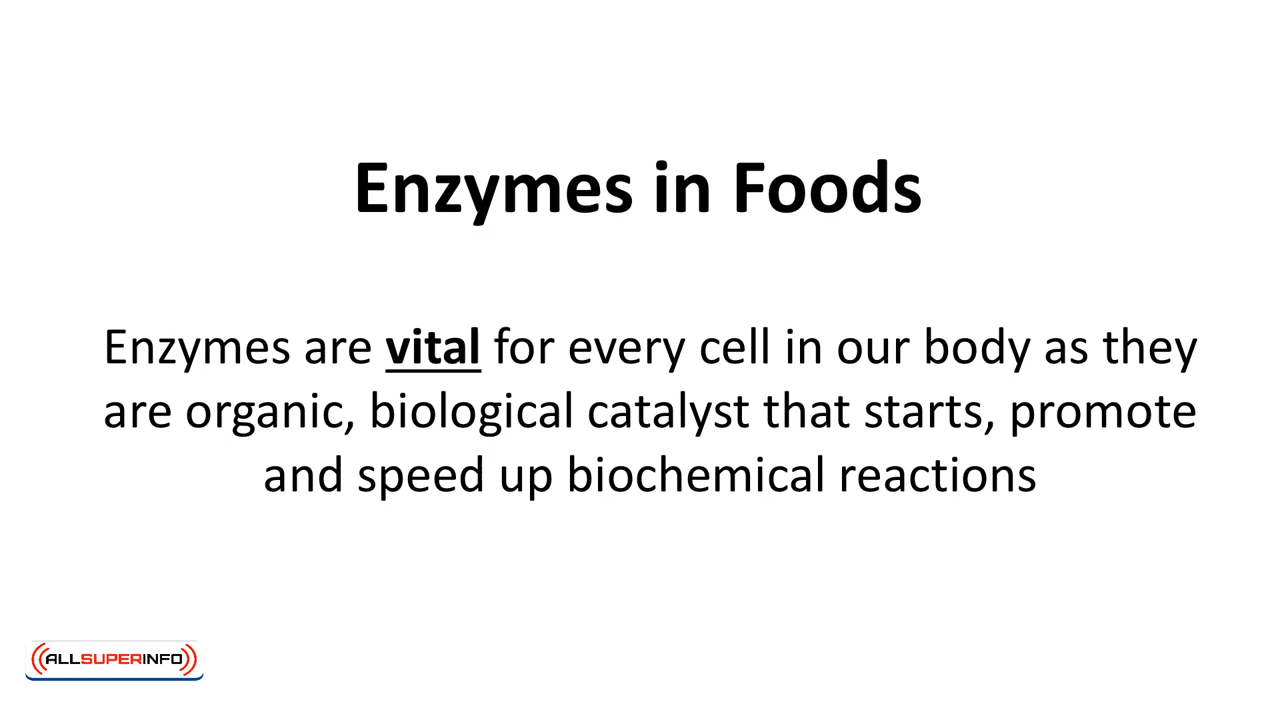 Enzymes in Foods
Enzymes are vital for every cell in our body as they
are organic, biological catalyst that starts, promote
and speed up biochemical reactions
ALLSUPERINFO